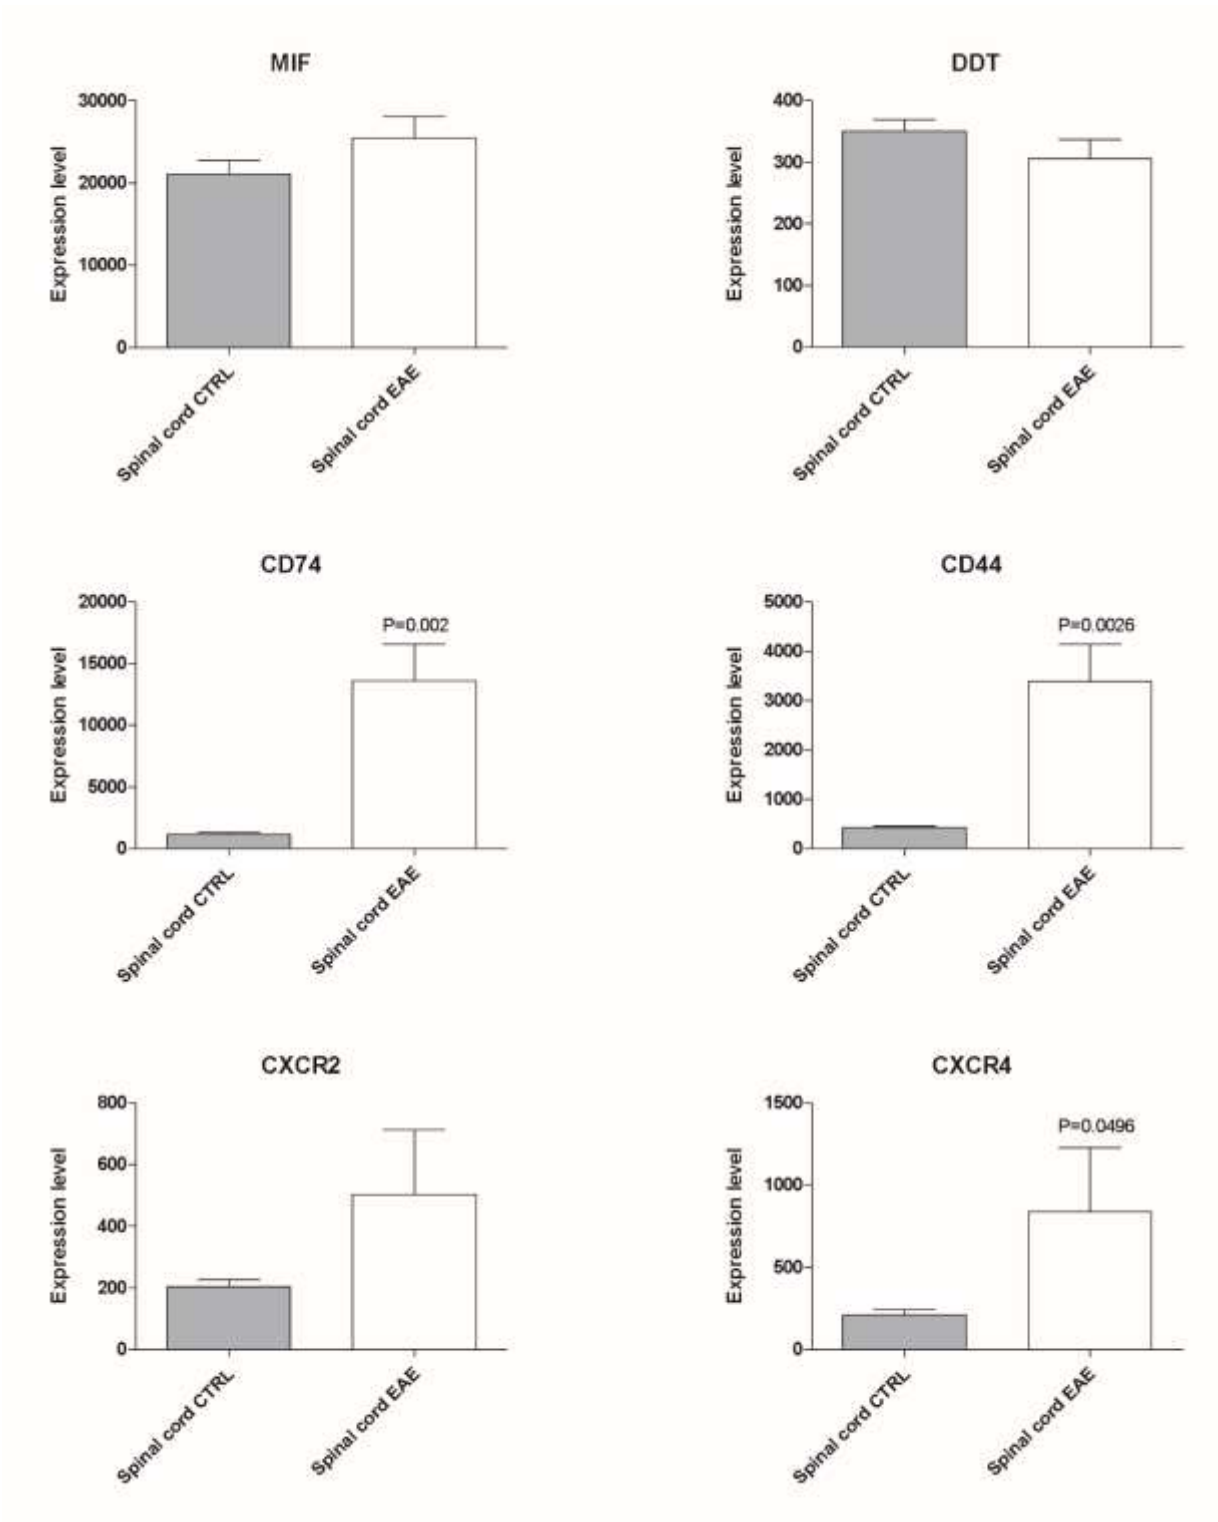 MIF
30000
20000
10000
0
Expression level
Spinal cord CTRL
Spinal cord EAE
DDT
400
300
200
100
0
Expression level
Spinal cord CTRL
Spinal cord EAE
CD74
20000
15000
10000
5000
0
Expression level
P=0.002
Spinal cord CTRL
Spinal cord EAE
CD44
5000
4000
3000
2000
1000
0
Expression level
P=0.0026
Spinal cord CTRL
Spinal cord EAE
CXCR2
800
600
400
200
0
Expression level
Spinal cord CTRL
Spinal cord EAE
CXCR4
1500
1000
500
0
Expression level
P=0.0496
Spinal cord CTRL
Spinal cord EAE